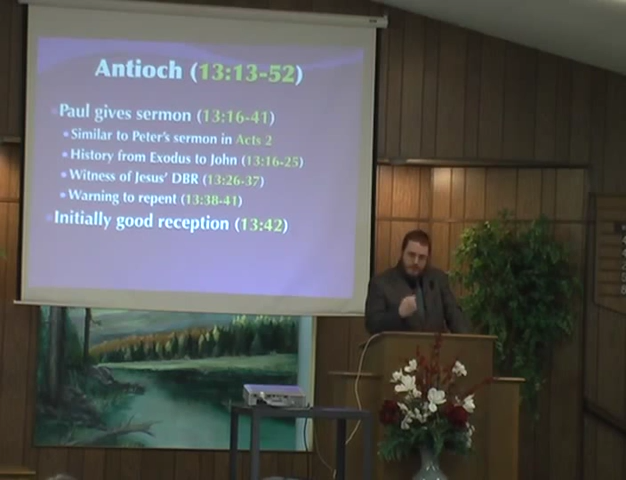 Antioch (13:13-52)
Paul gives sermon (13:16-41)
Similar to Peter's sermon in Acts 2
History from Exodus to John (13:16-25)
Witness of Jesus' DBR (13:26-37)
Warning to repent (13:38-41)
Initially good reception (13:42)